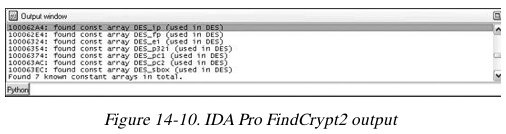 Output window
100062A4: found const array DES_ip (used in DES)
100062E4: found const array DES_fp (used in DES)
10006324: found const array DES_ei (used in DES)
10006354: found const array DES_p32i (used in DES)
10006374: found const array DES_pc1 (used in DES)
100063AC: found const array DES_pc2 (used in DES)
100063EC: found const array DES_sbox (used in DES)
Found 7 known constant arrays in total.
Python
Figure 14-10. IDA Pro FindCrypt2 output